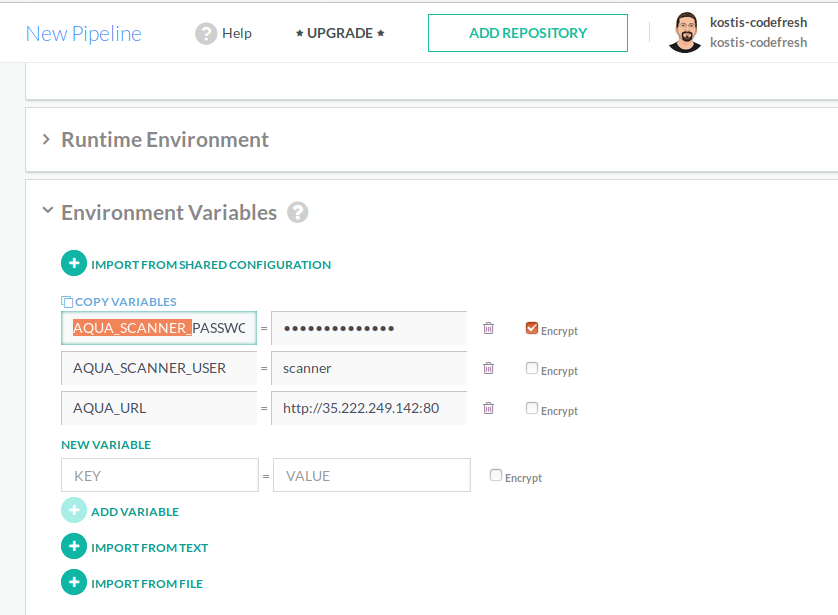 New Pipeline
? Help
★ UPGRADE ★
ADD REPOSITORY
kostis-codefresh
kostis-codefresh
Runtime Environment
Environment Variables ?
IMPORT FROM SHARED CONFIGURATION
COPY VARIABLES
AQUA_SCANNER_PASSWC = •••••••••••••• Encrypt
AQUA_SCANNER_USER = scanner Encrypt
AQUA_URL = http://35.222.249.142:80 Encrypt
NEW VARIABLE
KEY = VALUE Encrypt
+ ADD VARIABLE
+ IMPORT FROM TEXT
+ IMPORT FROM FILE